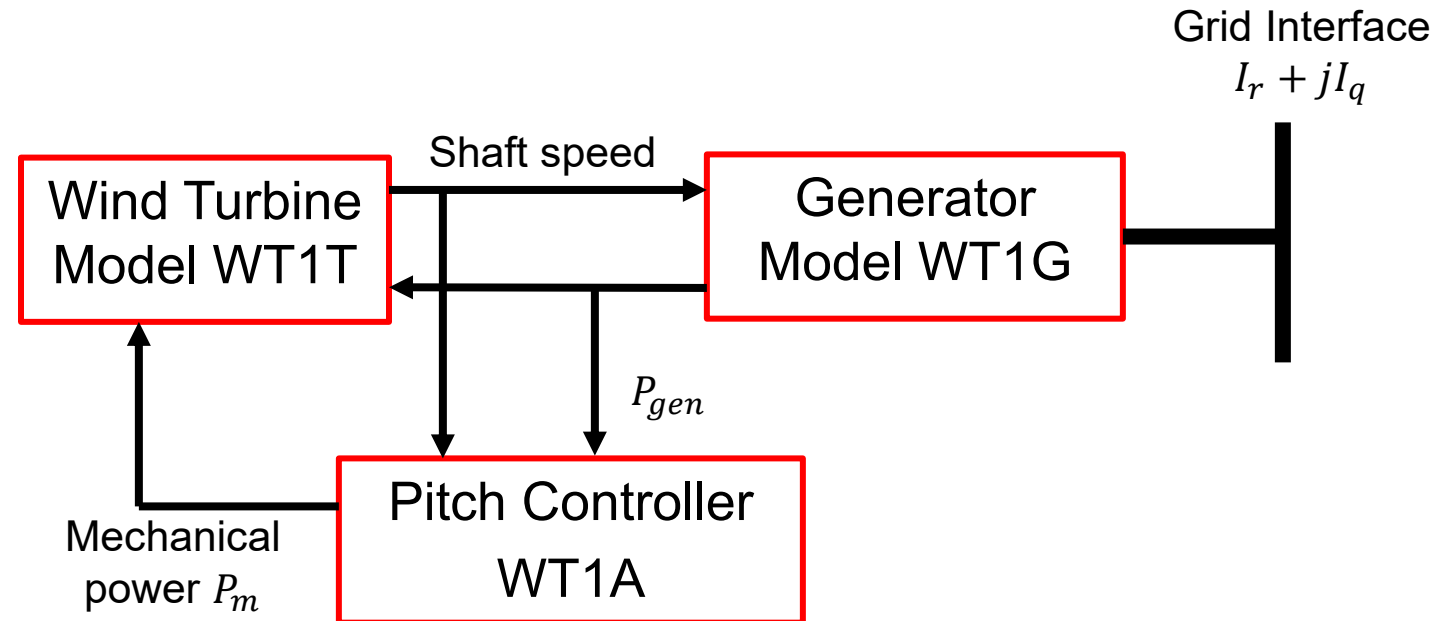 Grid Interface
I_r + jI_q
Shaft speed
Wind Turbine
Model WT1T
Generator
Model WT1G
P_gen
Pitch Controller
WT1A
Mechanical
power P_m